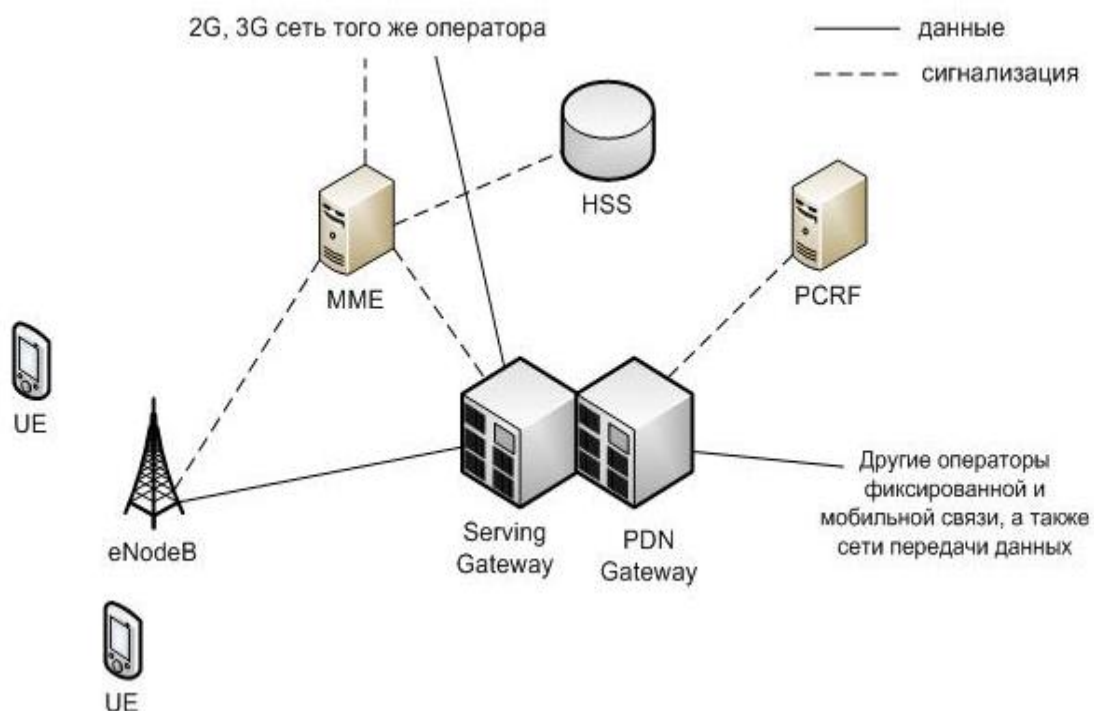 2G, 3G сеть того же оператора
данные
сигнализация
HSS
MME
PCRF
UE
eNodeB
Serving
Gateway
PDN
Gateway
Другие операторы
фиксированной и
мобильной связи, а также
сети передачи данных
UE